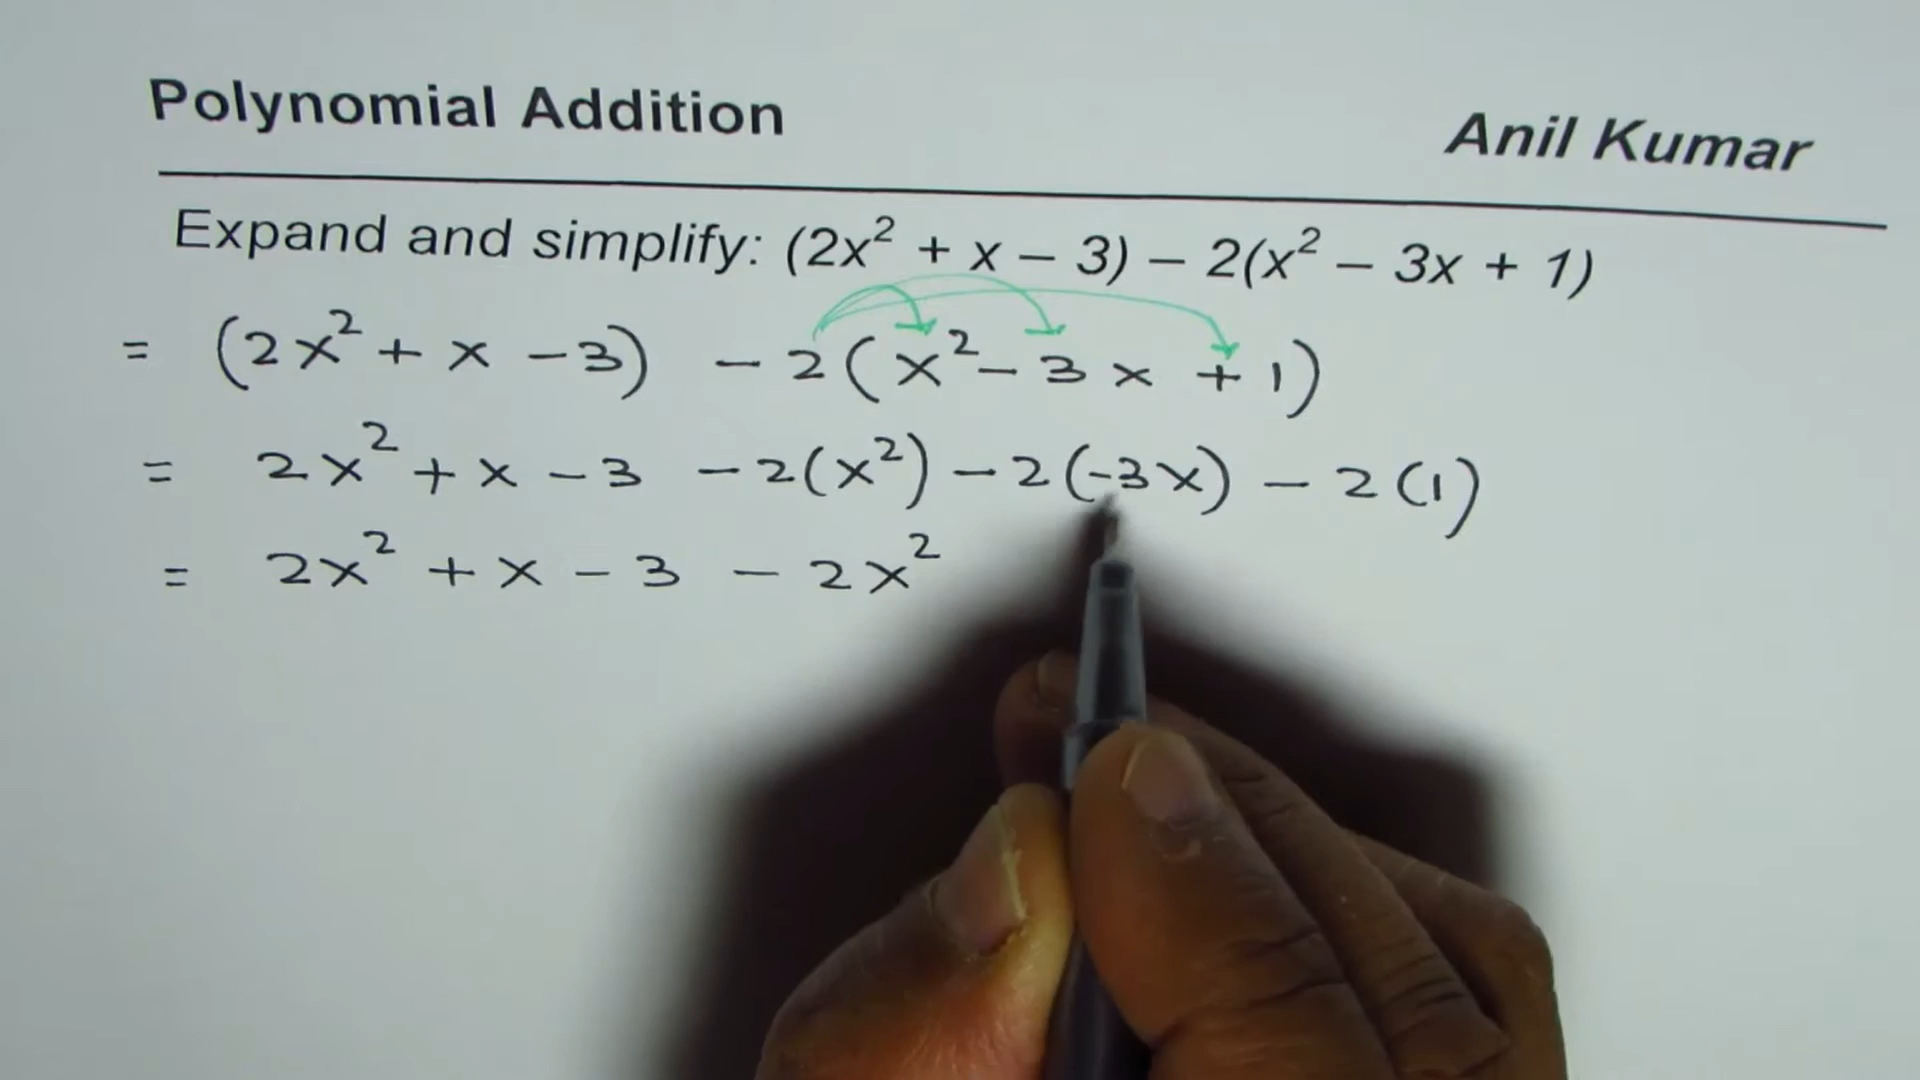 Polynomial Addition Anil Kumar
Expand and simplify: (2x² + x – 3) – 2(x² – 3x + 1)
= (2x² + x - 3) - 2(x² - 3x + 1)
= 2x² + x - 3 - 2(x²) - 2(-3x) - 2(1)
= 2x² + x - 3 - 2x²